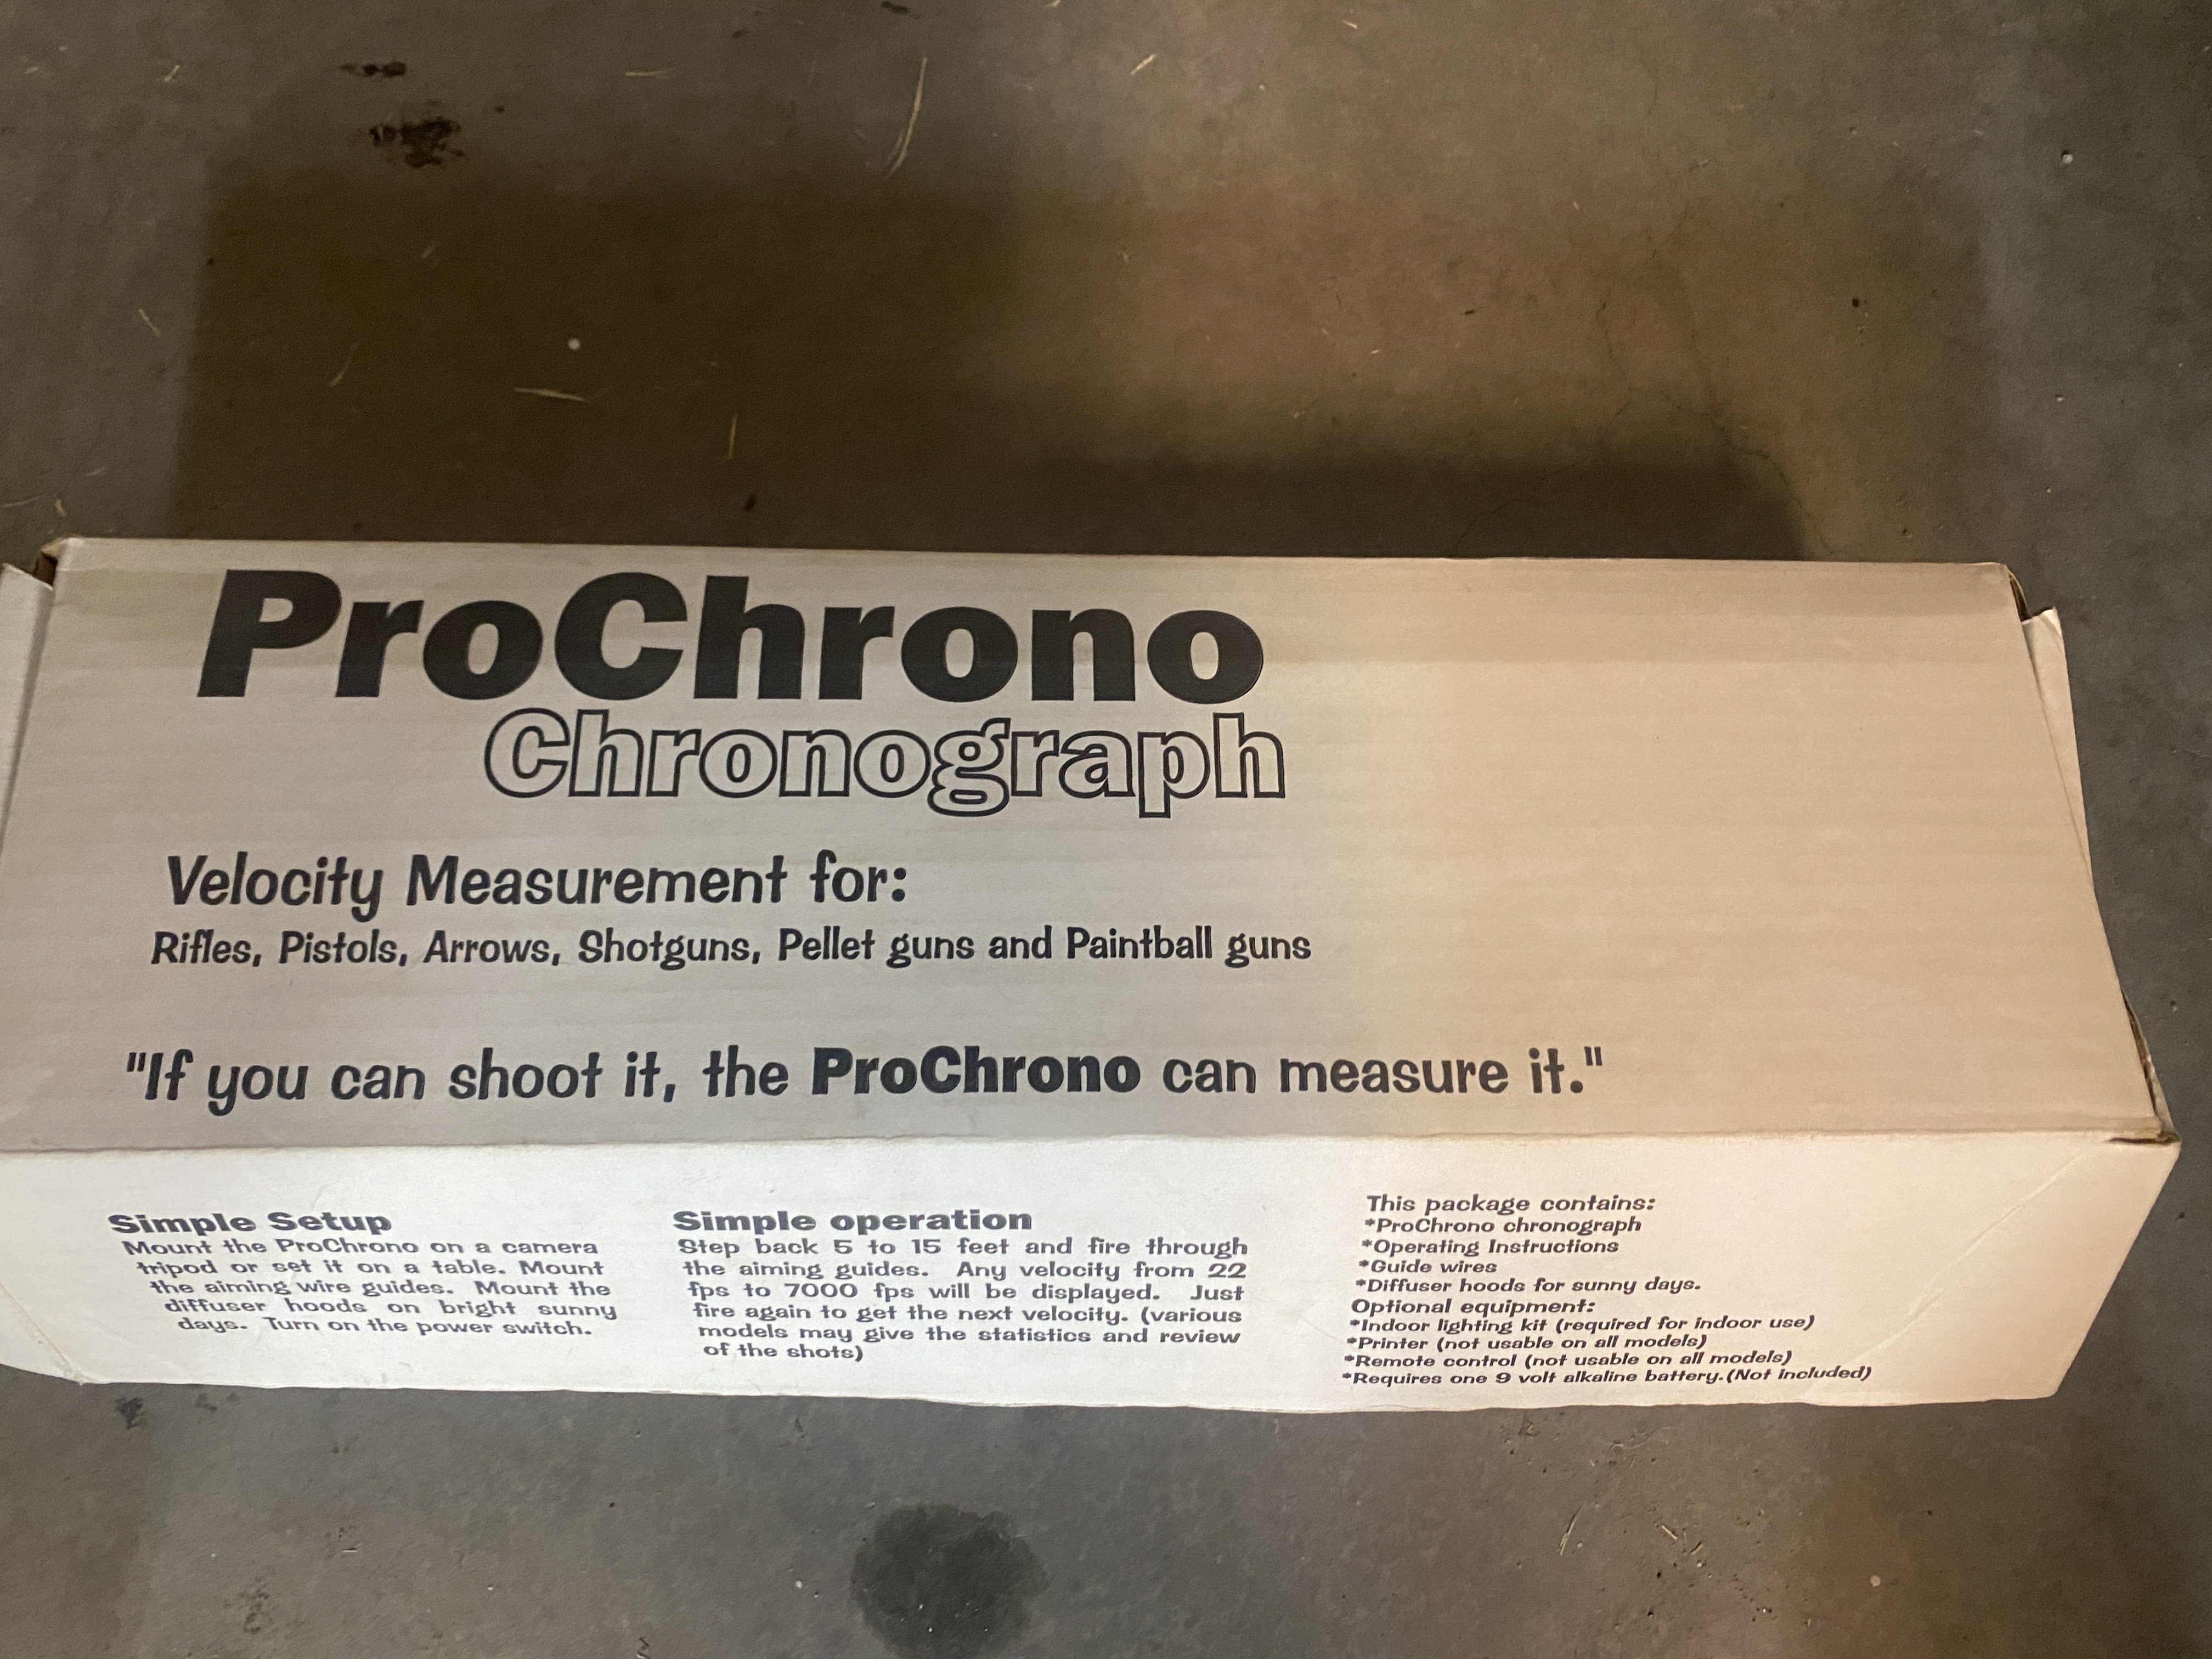 ProChrono
Chronograph
Velocity Measurement for:
Rifles, Pistols, Arrows, Shotguns, Pellet guns and Paintball guns
"If you can shoot it, the ProChrono can measure it."
Simple Setup
Mount the ProChrono on a camera
tripod or set it on a table. Mount
the aiming wire guides. Mount the
diffuser hoods on bright sunny
days. Turn on the power switch.
Simple operation
Step back 5 to 15 feet and fire through
the aiming guides. Any velocity from 22
fps to 7000 fps will be displayed. Just
fire again to get the next velocity. (various
models may give the statistics and review
of the shots)
This package contains:
*ProChrono chronograph
*Operating Instructions
*Guide wires
*Diffuser hoods for sunny days.
Optional equipment:
*Indoor lighting kit (required for indoor use)
*Printer (not usable on all models)
*Remote control (not usable on all models)
*Requires one 9 volt alkaline battery.(Not included)